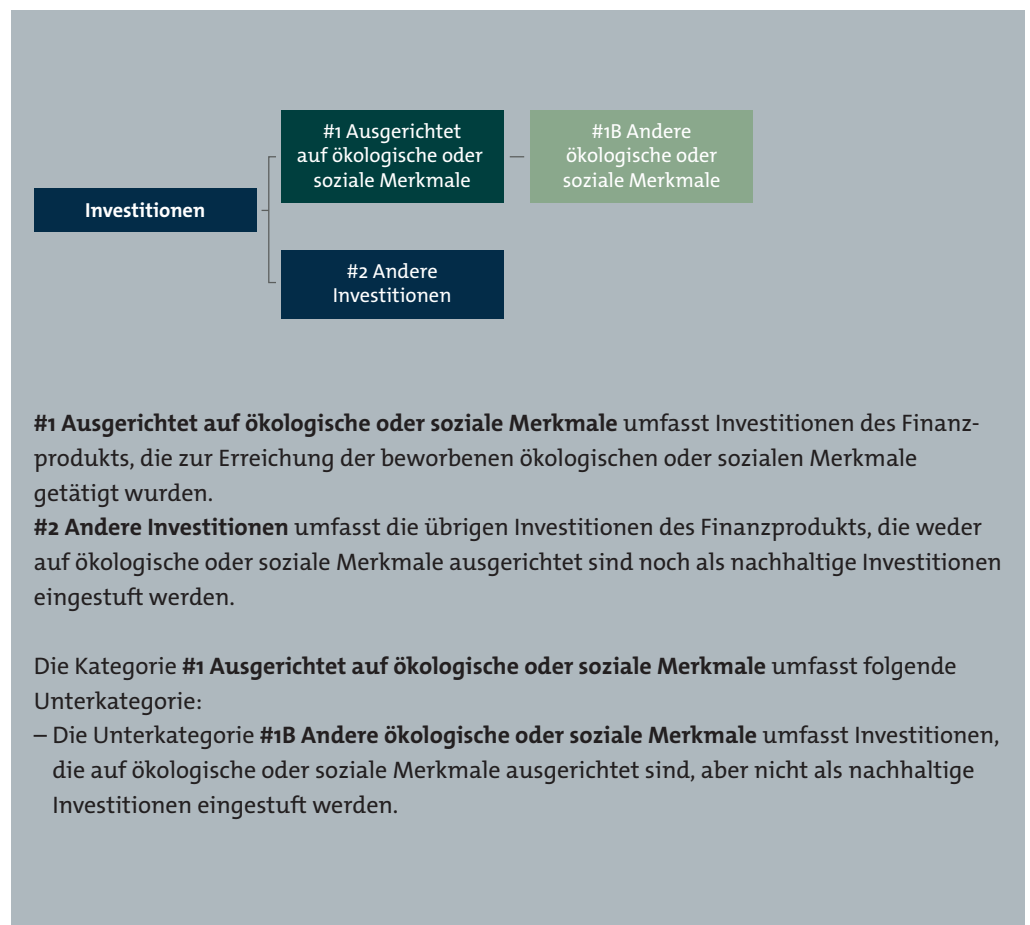 #1 Ausgerichtet
auf ökologische oder
soziale Merkmale
#1B Andere
ökologische oder
soziale Merkmale
Investitionen
#2 Andere
Investitionen
#1 Ausgerichtet auf ökologische oder soziale Merkmale umfasst Investitionen des Finanz-
produkts, die zur Erreichung der beworbenen ökologischen oder sozialen Merkmale
getätigt wurden.
#2 Andere Investitionen umfasst die übrigen Investitionen des Finanzprodukts, die weder
auf ökologische oder soziale Merkmale ausgerichtet sind noch als nachhaltige Investitionen
eingestuft werden.
Die Kategorie #1 Ausgerichtet auf ökologische oder soziale Merkmale umfasst folgende
Unterkategorie:
– Die Unterkategorie #1B Andere ökologische oder soziale Merkmale umfasst Investitionen,
die auf ökologische oder soziale Merkmale ausgerichtet sind, aber nicht als nachhaltige
Investitionen eingestuft werden.